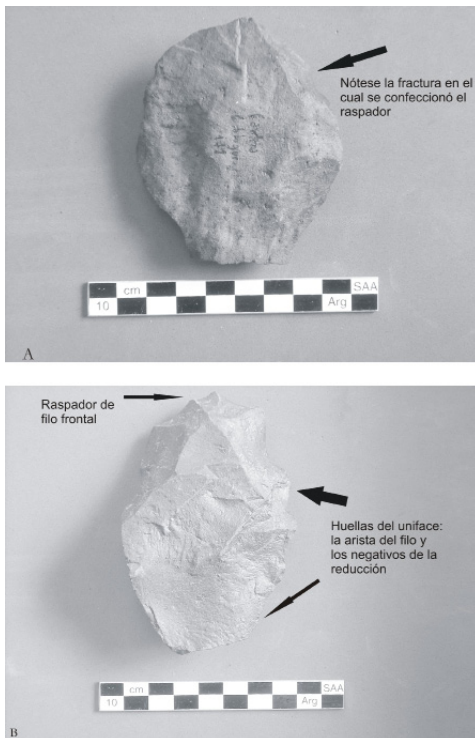 Nótese la fractura en el
cual se confeccionó el
raspador
cm
SAA
10
Arg
A
Raspador de
filo frontal
Huellas del uniface:
la arista del filo y
los negativos de la
reducción
cm
SAA
10
Arg
B